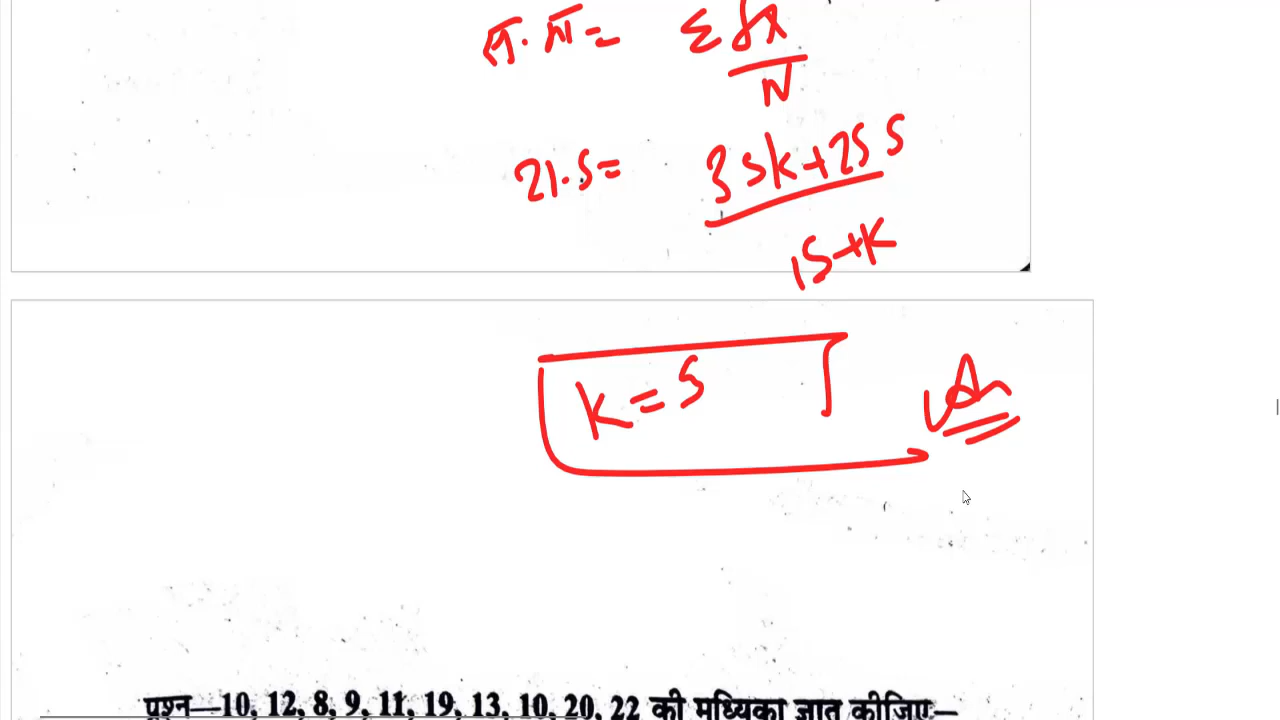 स. मा = Σfx
N
21.5 = 35k+255
15+k
k=5 Ans
प्रश्न—10, 12, 8, 9, 11, 19, 13, 10, 20, 22 की मध्यिका ज्ञात कीजिए:—